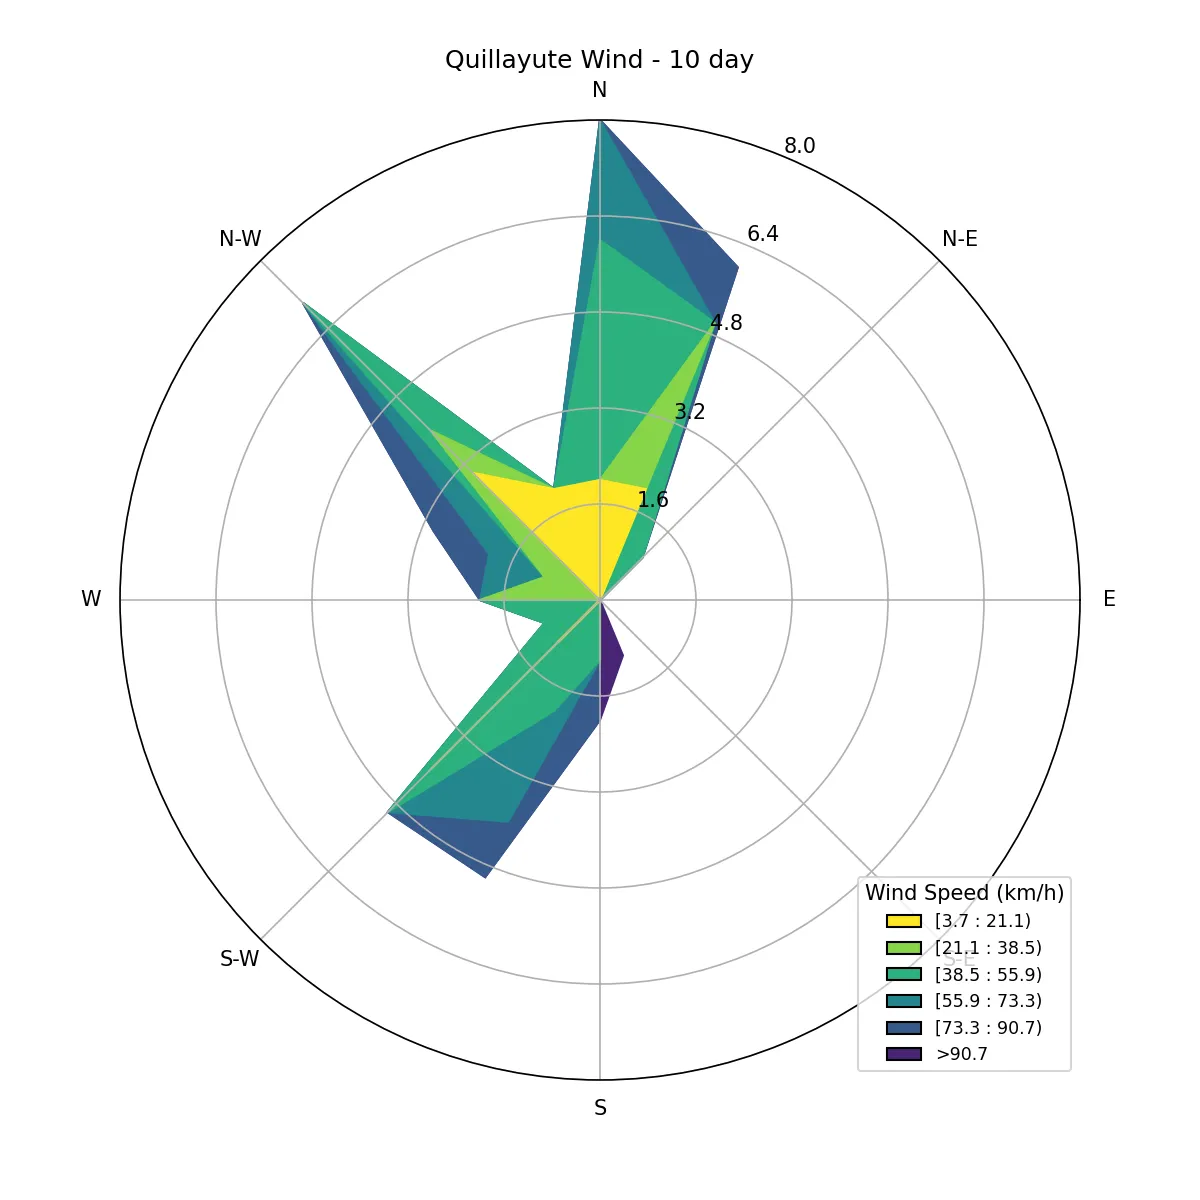 Quillayute Wind - 10 day
N
8.0
6.4
N-W
N-E
4.8
3.2
1.6
W
E
Wind Speed (km/h)
[3.7 : 21.1)
[21.1 : 38.5)
S-W
S-E
[38.5 : 55.9)
[55.9 : 73.3)
[73.3 : 90.7)
>90.7
S